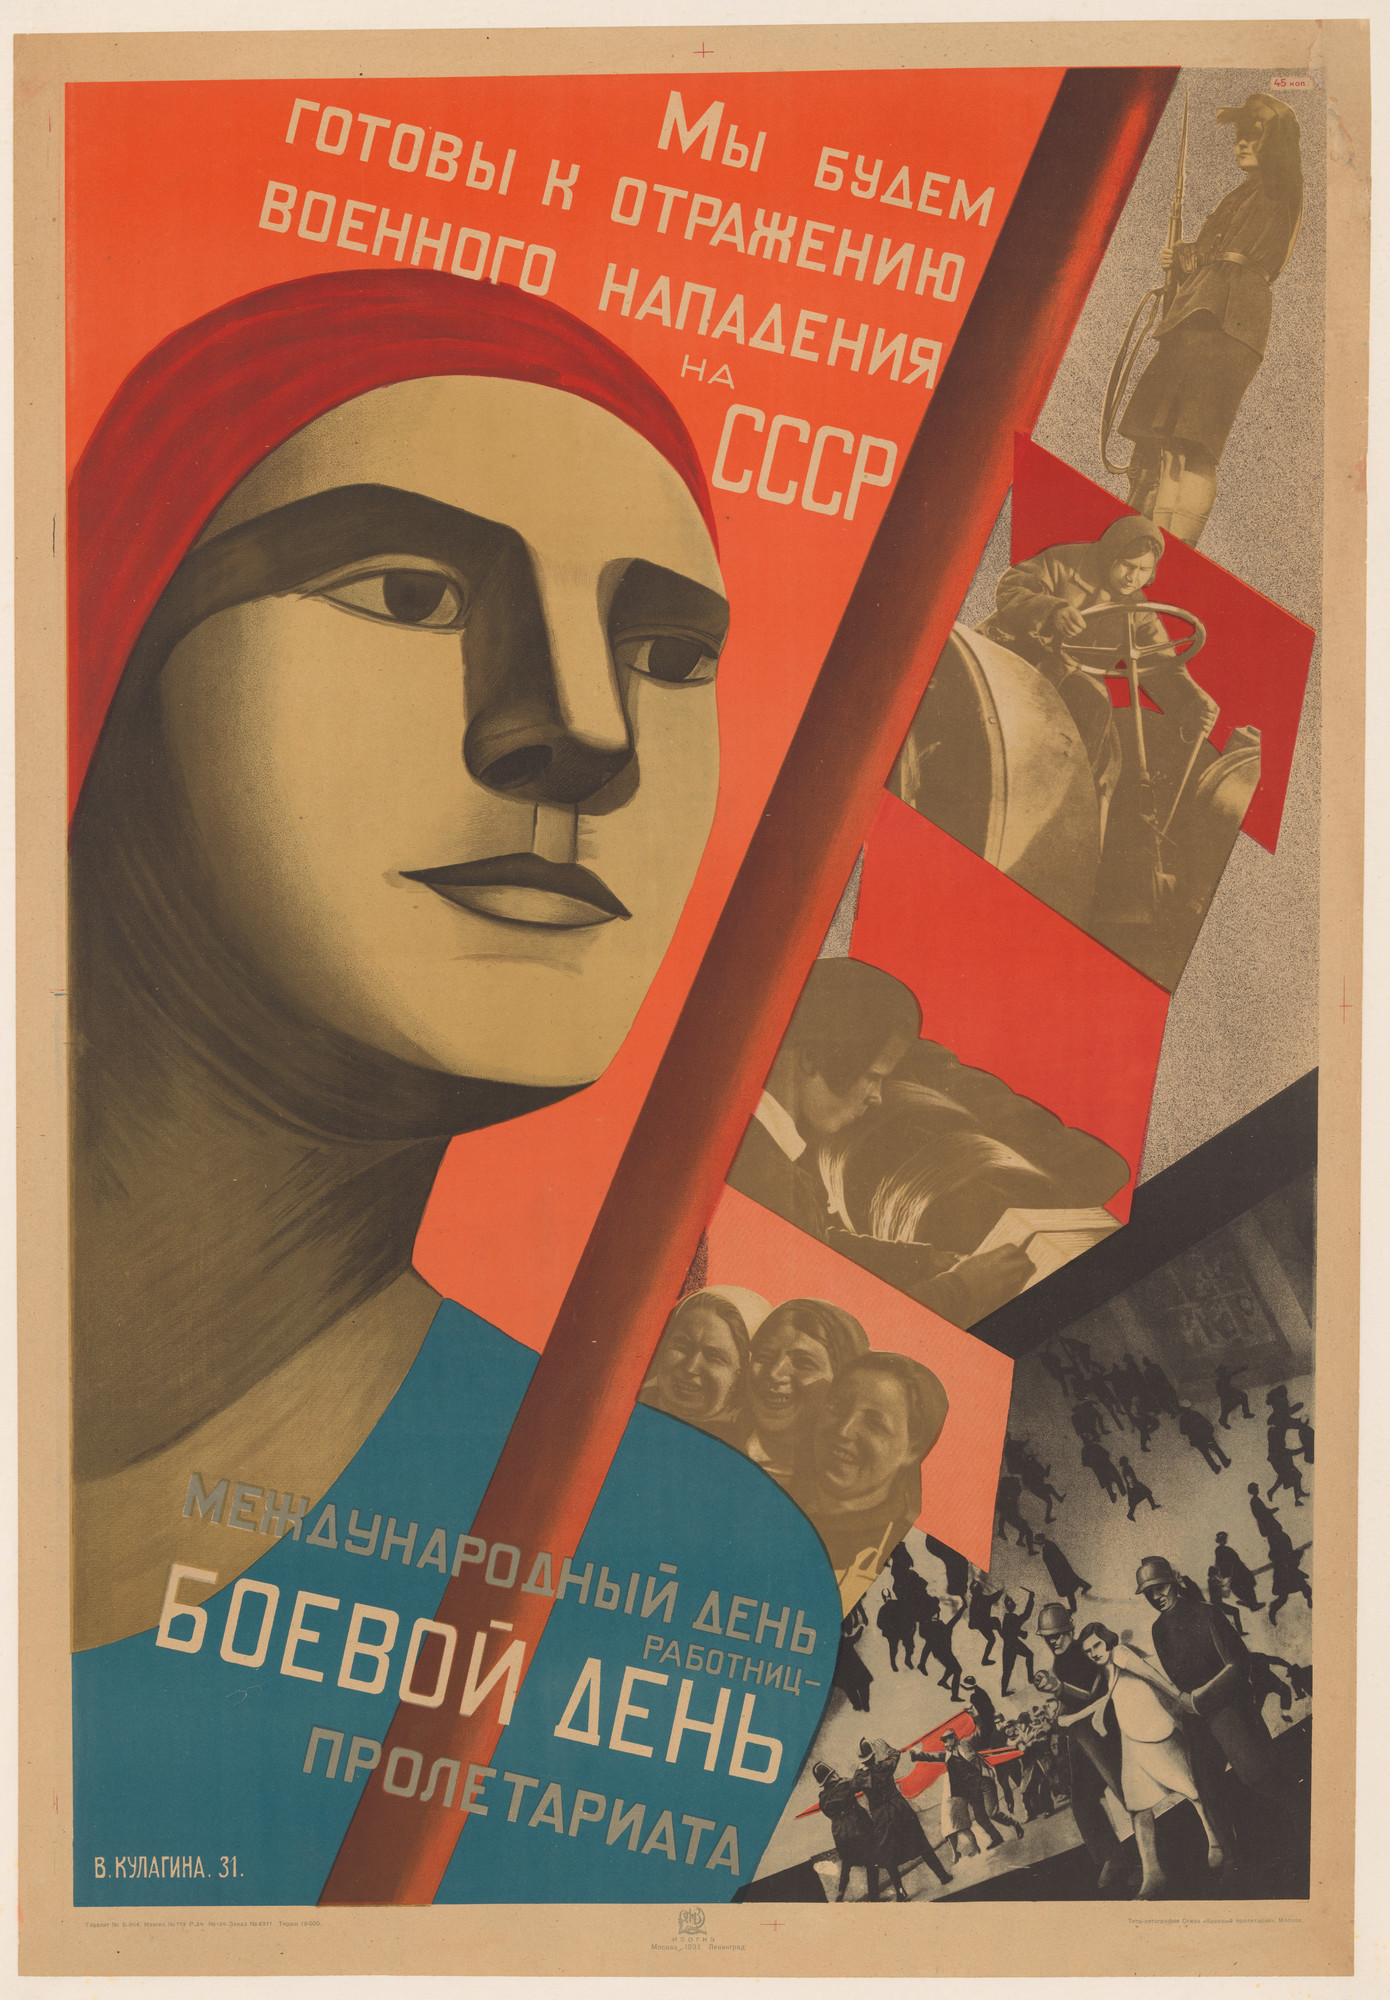 45 коп.
Мы будем
готовы к отражению
военного нападения
на
СССР
Международный день
работниц-
боевой день
пролетариата
В. КУЛАГИНА. 31.
ИЗОГИЗ
Москва 1931 Ленинград